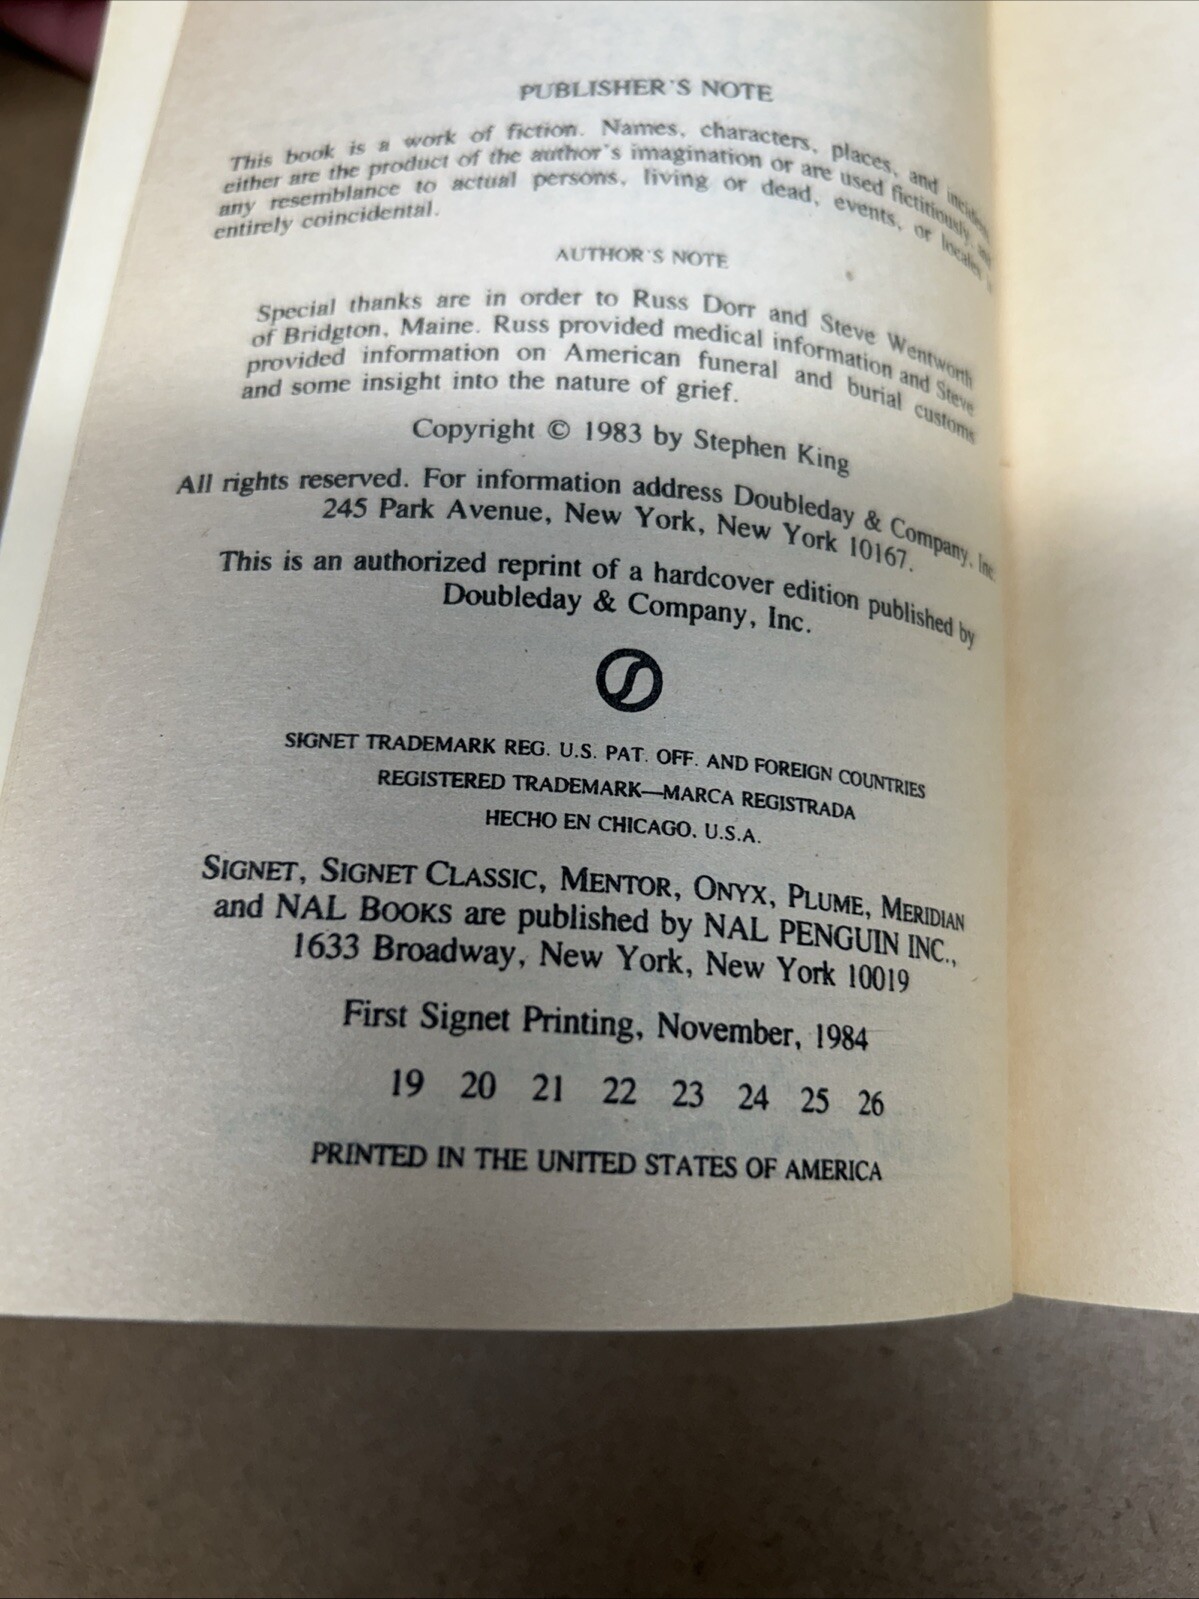 PUBLISHER'S NOTE
This book is a work of fiction. Names, characters, places, and
either are the product of the author's imagination or are used fictitiously, and
any resemblance to actual persons, living or dead, events, or locales
entirely coincidental.
AUTHOR'S NOTE
Special thanks are in order to Russ Dorr and Steve Wentworth
of Bridgton, Maine. Russ provided medical information and Steve
provided information on American funeral and burial customs
and some insight into the nature of grief.
Copyright © 1983 by Stephen King
All rights reserved. For information address Doubleday & Company, Inc.
245 Park Avenue, New York, New York 10167.
This is an authorized reprint of a hardcover edition published by
Doubleday & Company, Inc.
SIGNET TRADEMARK REG. U.S. PAT. OFF. AND FOREIGN COUNTRIES
REGISTERED TRADEMARK—MARCA REGISTRADA
HECHO EN CHICAGO, U.S.A.
SIGNET, SIGNET CLASSIC, MENTOR, ONYX, PLUME, MERIDIAN
and NAL BOOKS are published by NAL PENGUIN INC.,
1633 Broadway, New York, New York 10019
First Signet Printing, November, 1984
19 20 21 22 23 24 25 26
PRINTED IN THE UNITED STATES OF AMERICA